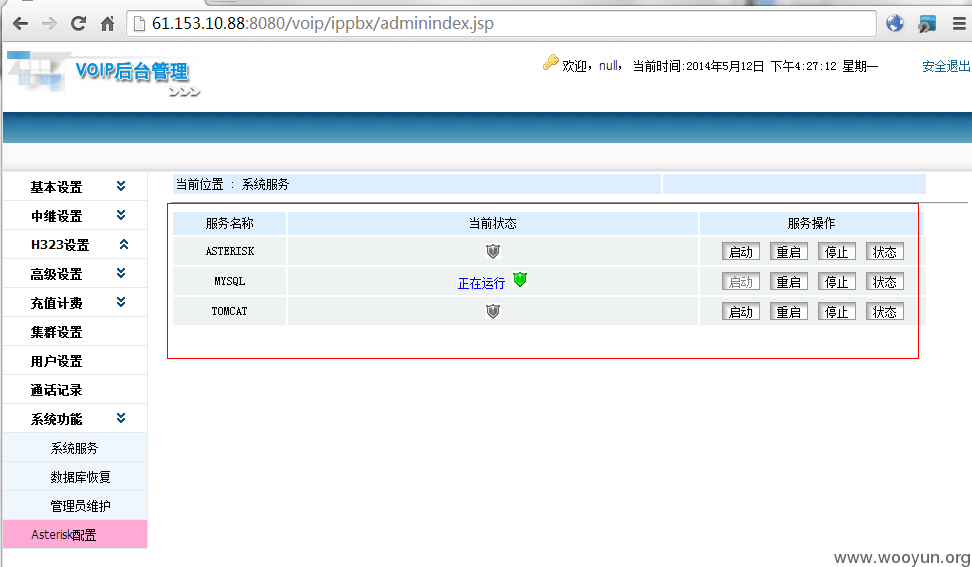 61.153.10.88:8080/voip/ippbx/adminindex.jsp
VOIP后台管理
欢迎，null， 当前时间:2014年5月12日 下午4:27:12 星期一
安全退出
基本设置
中继设置
H323设置
高级设置
充值计费
集群设置
用户设置
通话记录
系统功能
系统服务
数据库恢复
管理员维护
Asterisk配置
当前位置 : 系统服务
服务名称 当前状态 服务操作
ASTERISK 启动 重启 停止 状态
MYSQL 正在运行 启动 重启 停止 状态
TOMCAT 启动 重启 停止 状态
www.wooyun.org